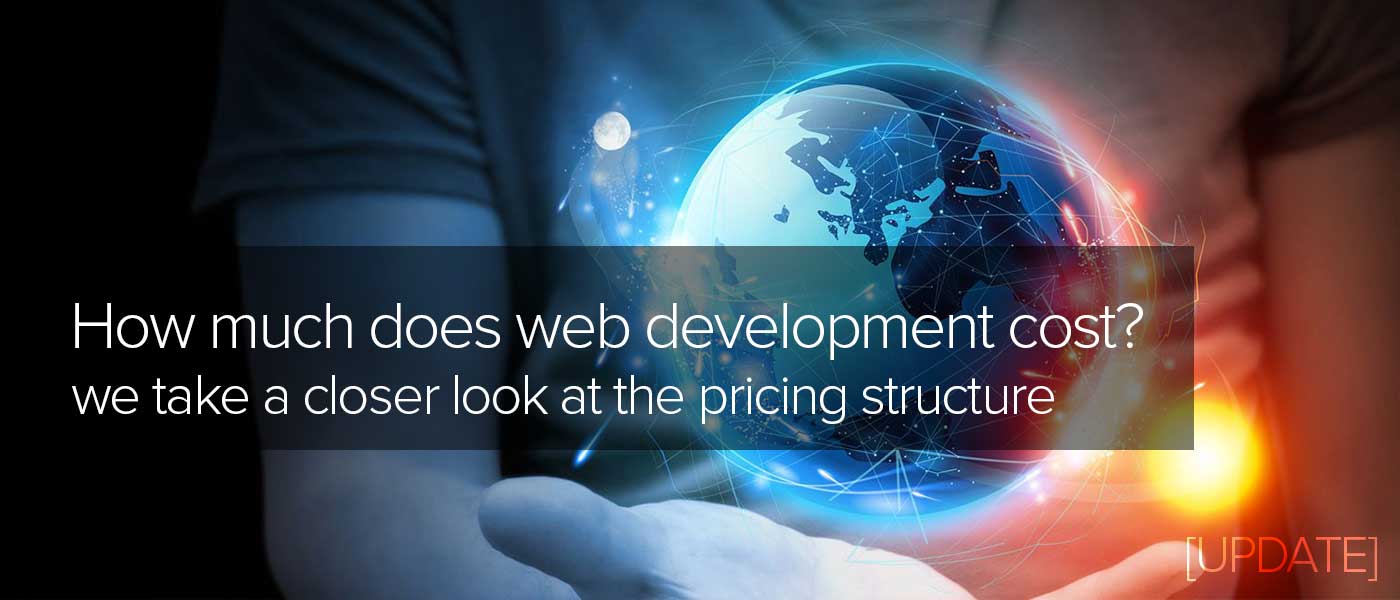 How much does web development cost?
we take a closer look at the pricing structure
[UPDATE]